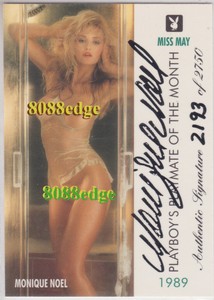 MISS MAY
8088edge
8088edge
PLAYBOY'S PLAYMATE OF THE MONTH
Authentic Signature 2193 of 2750
MONIQUE NOEL
1989